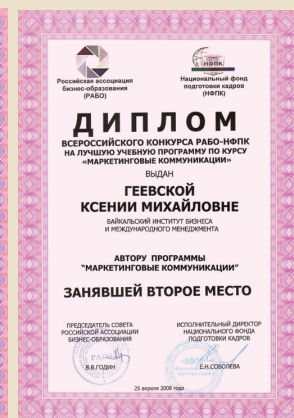 Российская ассоциация
бизнес-образования
(РАБО)
НФПК
Национальный фонд
подготовки кадров
(НФПК)
ДИПЛОМ
ВСЕРОССИЙСКОГО КОНКУРСА РАБО-НФПК
НА ЛУЧШУЮ УЧЕБНУЮ ПРОГРАММУ ПО КУРСУ
«МАРКЕТИНГОВЫЕ КОММУНИКАЦИИ»
ВЫДАН
ГЕЕВСКОЙ
КСЕНИИ МИХАЙЛОВНЕ
БАЙКАЛЬСКИЙ ИНСТИТУТ БИЗНЕСА
И МЕЖДУНАРОДНОГО МЕНЕДЖМЕНТА
АВТОРУ ПРОГРАММЫ
"МАРКЕТИНГОВЫЕ КОММУНИКАЦИИ"
ЗАНЯВШЕЙ ВТОРОЕ МЕСТО
ПРЕДСЕДАТЕЛЬ СОВЕТА
РОССИЙСКОЙ АССОЦИАЦИИ
БИЗНЕС-ОБРАЗОВАНИЯ
В.В.ГОДИН
ИСПОЛНИТЕЛЬНЫЙ ДИРЕКТОР
НАЦИОНАЛЬНОГО ФОНДА
ПОДГОТОВКИ КАДРОВ
Е.Н.СОБОЛЕВА
25 апреля 2008 года